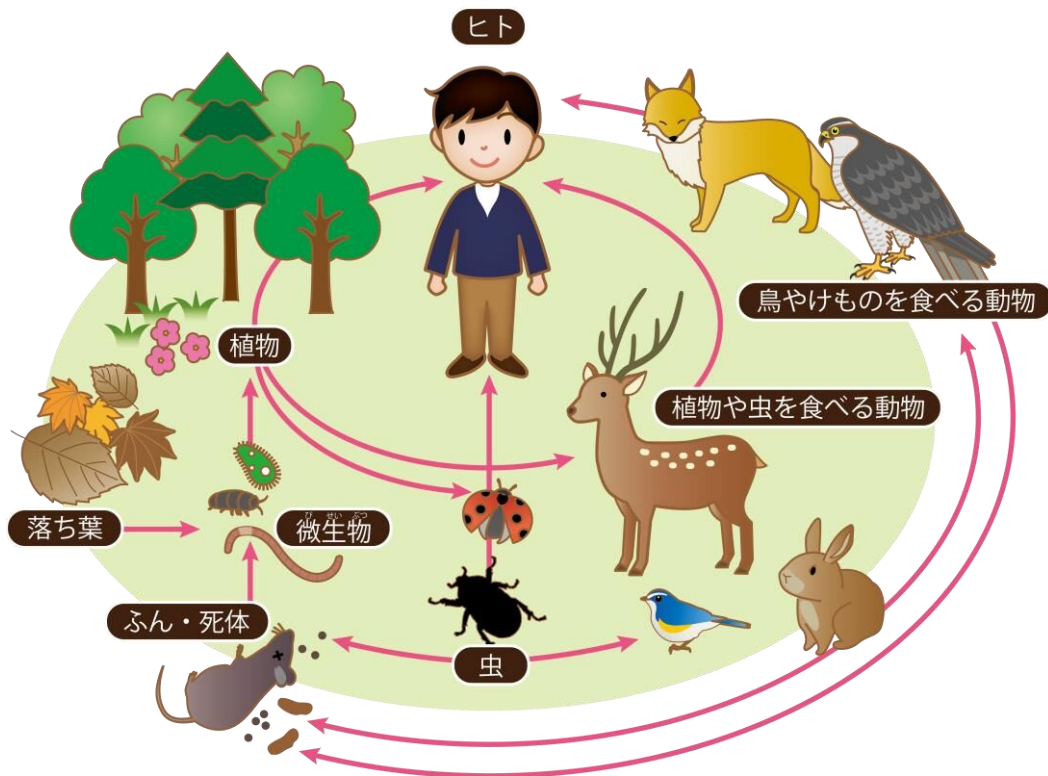 ヒト
鳥やけものを食べる動物
植物
植物や虫を食べる動物
落ち葉
び せい ぶつ
微生物
ふん・死体
虫